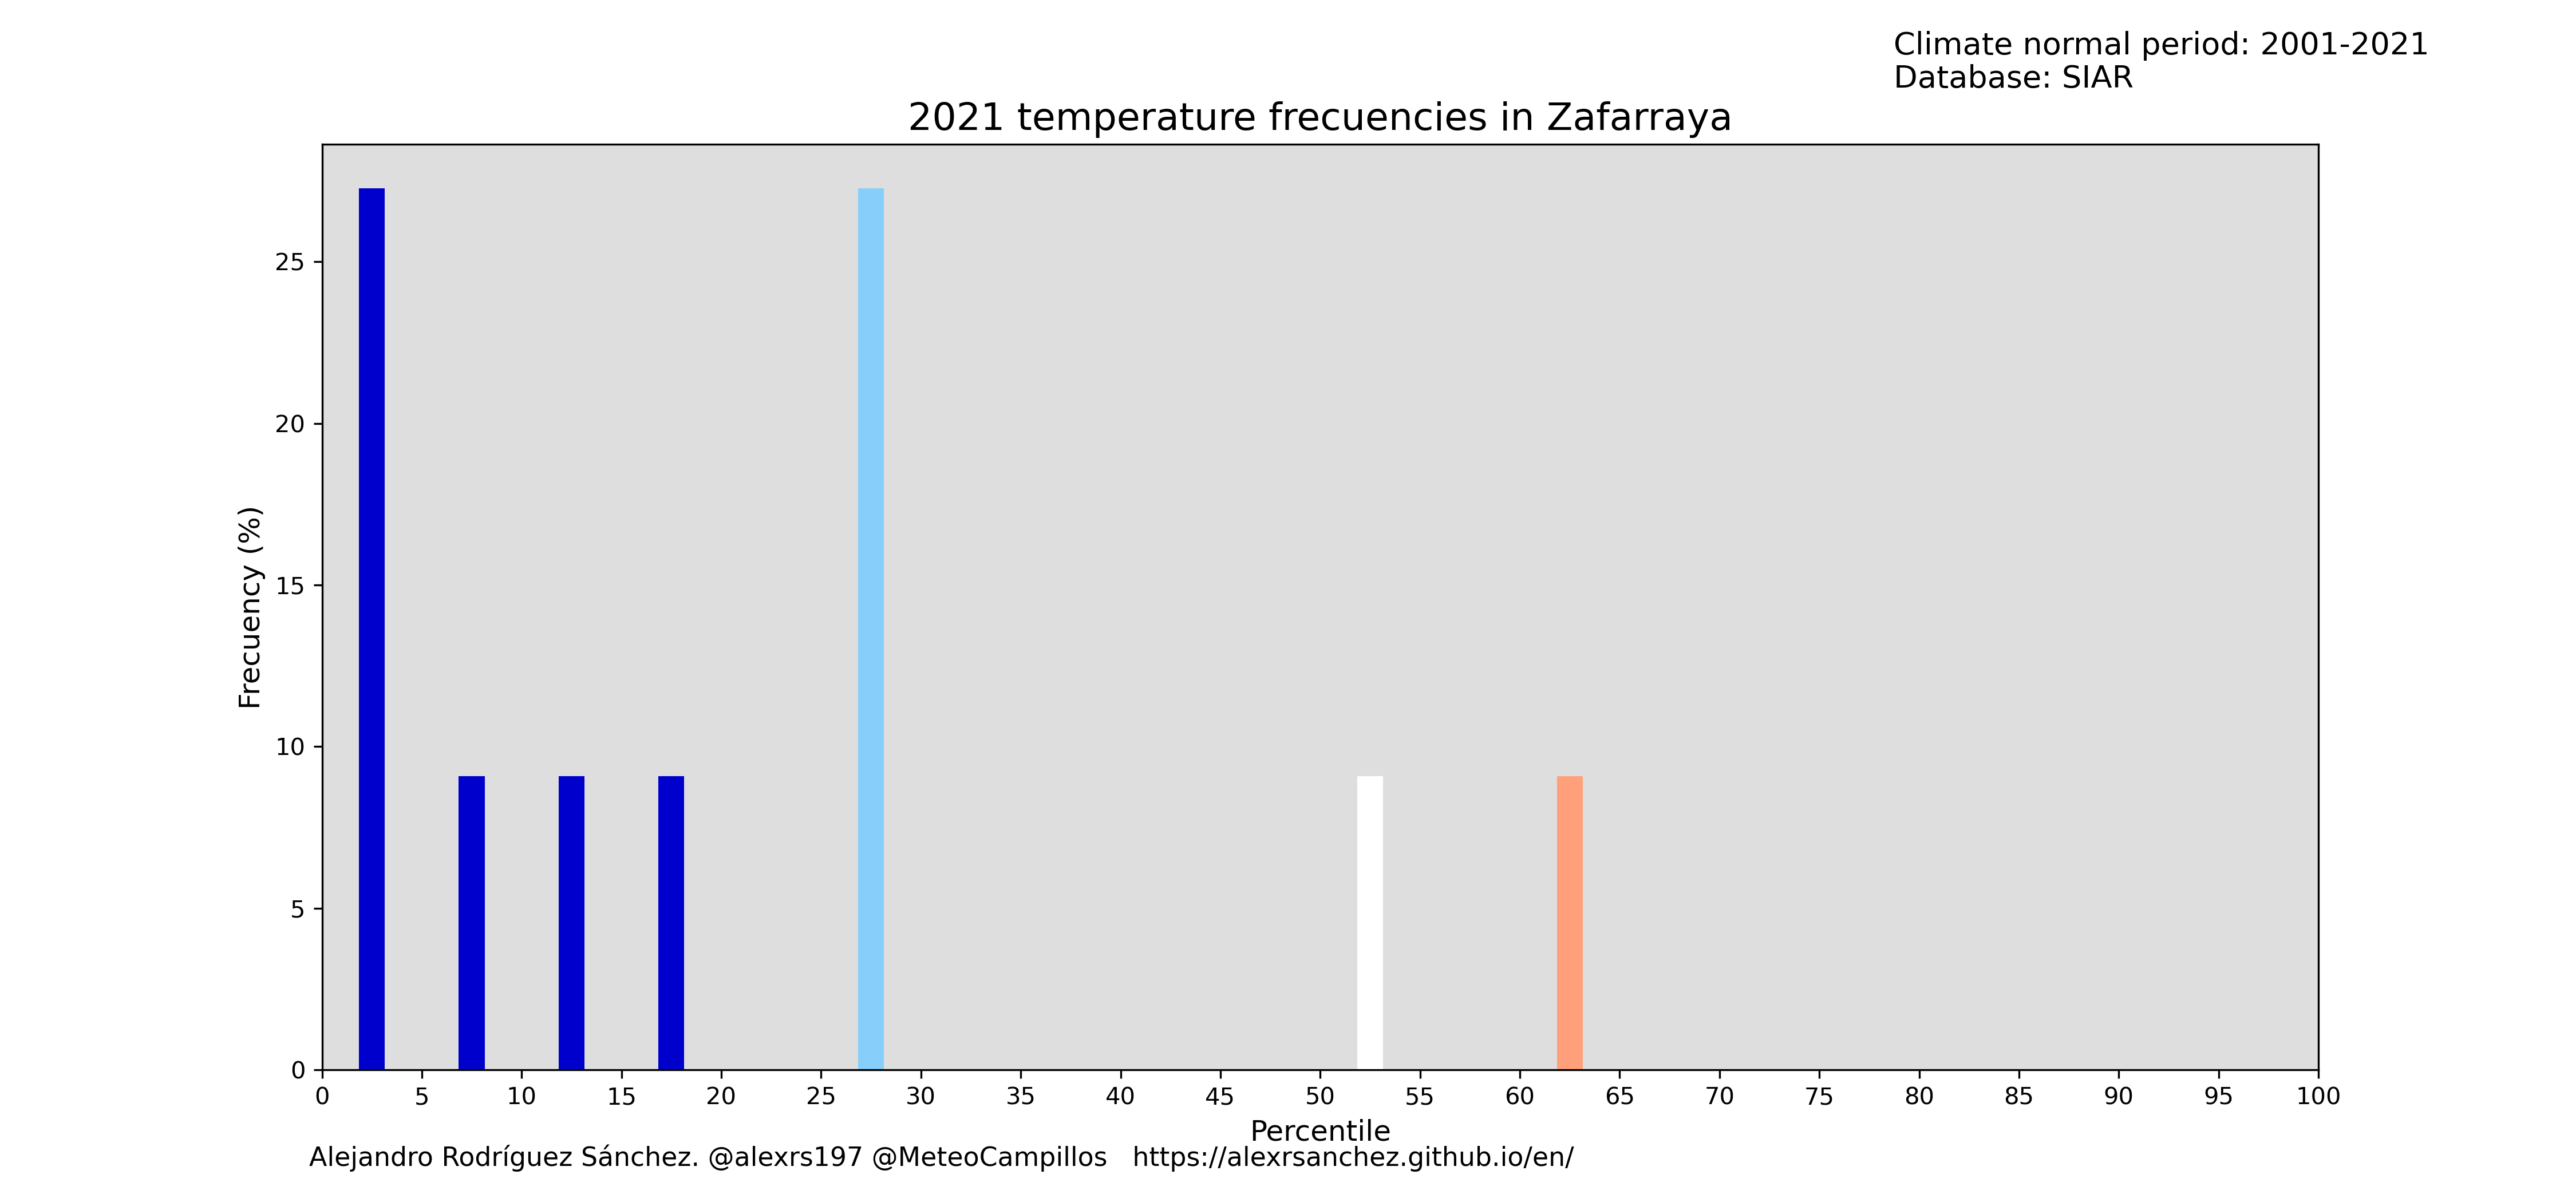 Climate normal period: 2001-2021
Database: SIAR
2021 temperature frecuencies in Zafarraya
Frecuency (%)
25
20
15
10
5
0
0 5 10 15 20 25 30 35 40 45 50 55 60 65 70 75 80 85 90 95 100
Percentile
Alejandro Rodríguez Sánchez. @alexrs197 @MeteoCampillos https://alexrsanchez.github.io/en/